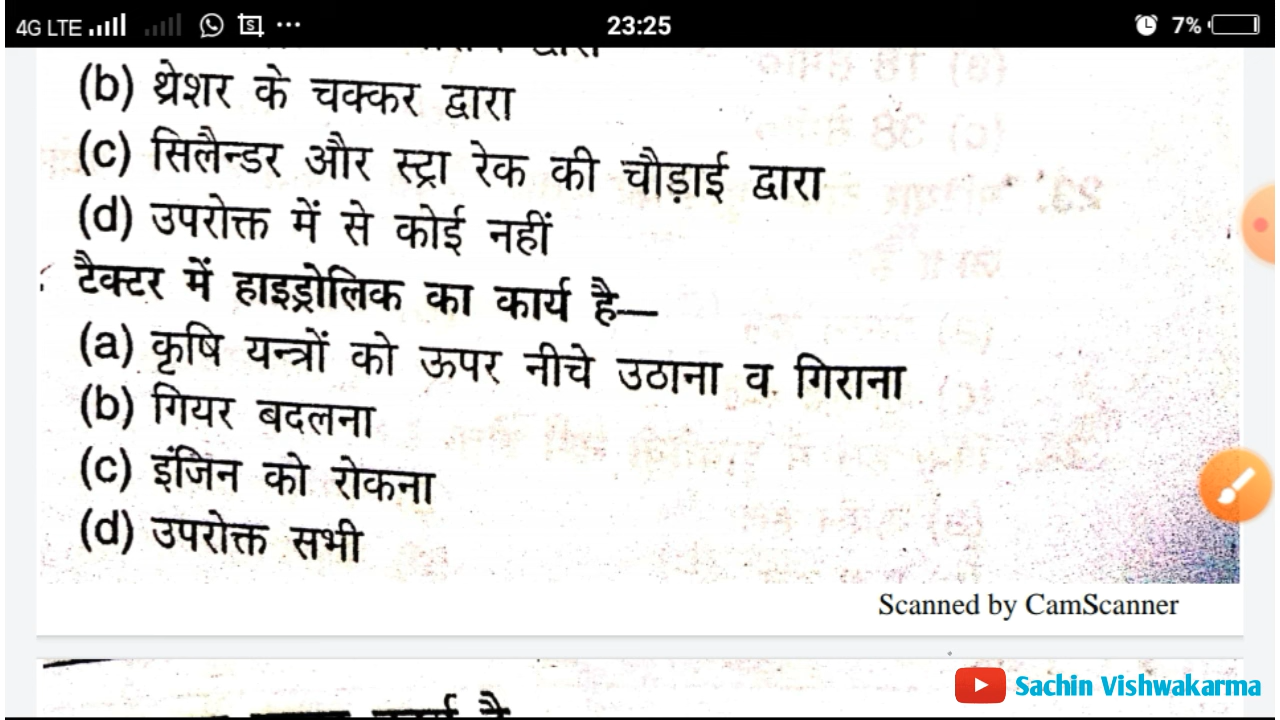 4G LTE 23:25 7%
द्वारा
(b) थ्रेशर के चक्कर द्वारा
(c) सिलैन्डर और स्ट्रा रेक की चौड़ाई द्वारा
(d) उपरोक्त में से कोई नहीं
टैक्टर में हाइड्रोलिक का कार्य है—
(a) कृषि यन्त्रों को ऊपर नीचे उठाना व गिराना
(b) गियर बदलना
(c) इंजिन को रोकना
(d) उपरोक्त सभी
Scanned by CamScanner
Sachin Vishwakarma